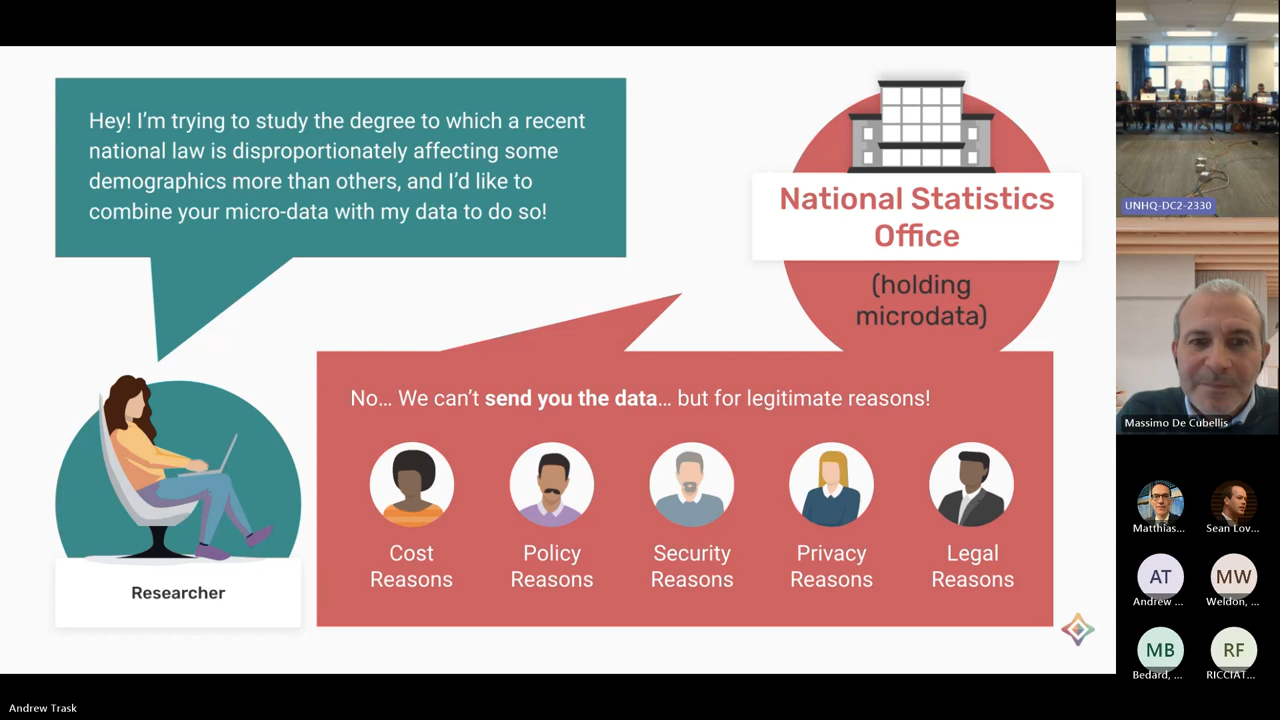 Hey! I'm trying to study the degree to which a recent
national law is disproportionately affecting some
demographics more than others, and I'd like to
combine your micro-data with my data to do so!
National Statistics
Office
(holding
microdata)
No... We can't send you the data... but for legitimate reasons!
Cost
Reasons
Policy
Reasons
Security
Reasons
Privacy
Reasons
Legal
Reasons
Researcher
UNHQ-DC2-2330
Massimo De Cubellis
Matthias...
Sean Lov...
AT
Andrew ...
MW
Weldon, ...
MB
Bedard, ...
RF
RICCIAT...
Andrew Trask